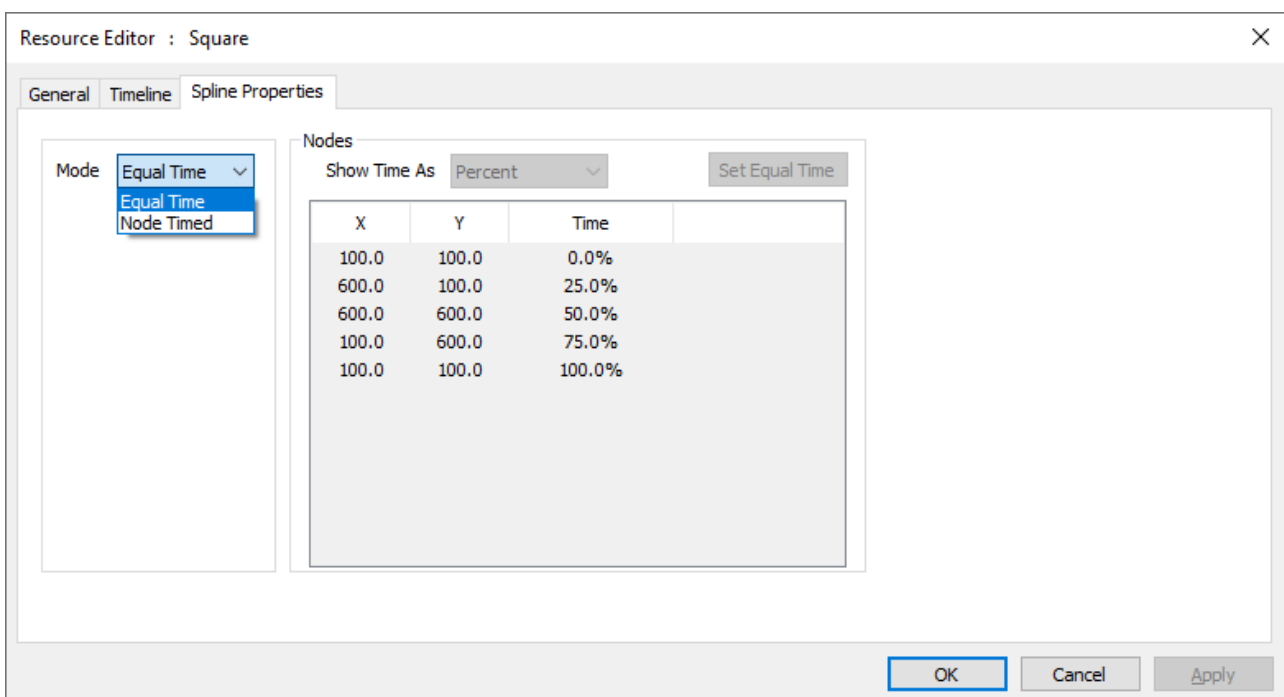 Resource Editor : Square
General Timeline Spline Properties
Mode Equal Time
Equal Time
Node Timed
Nodes
Show Time As Percent Set Equal Time
X Y Time
100.0 100.0 0.0%
600.0 100.0 25.0%
600.0 600.0 50.0%
100.0 600.0 75.0%
100.0 100.0 100.0%
OK Cancel Apply